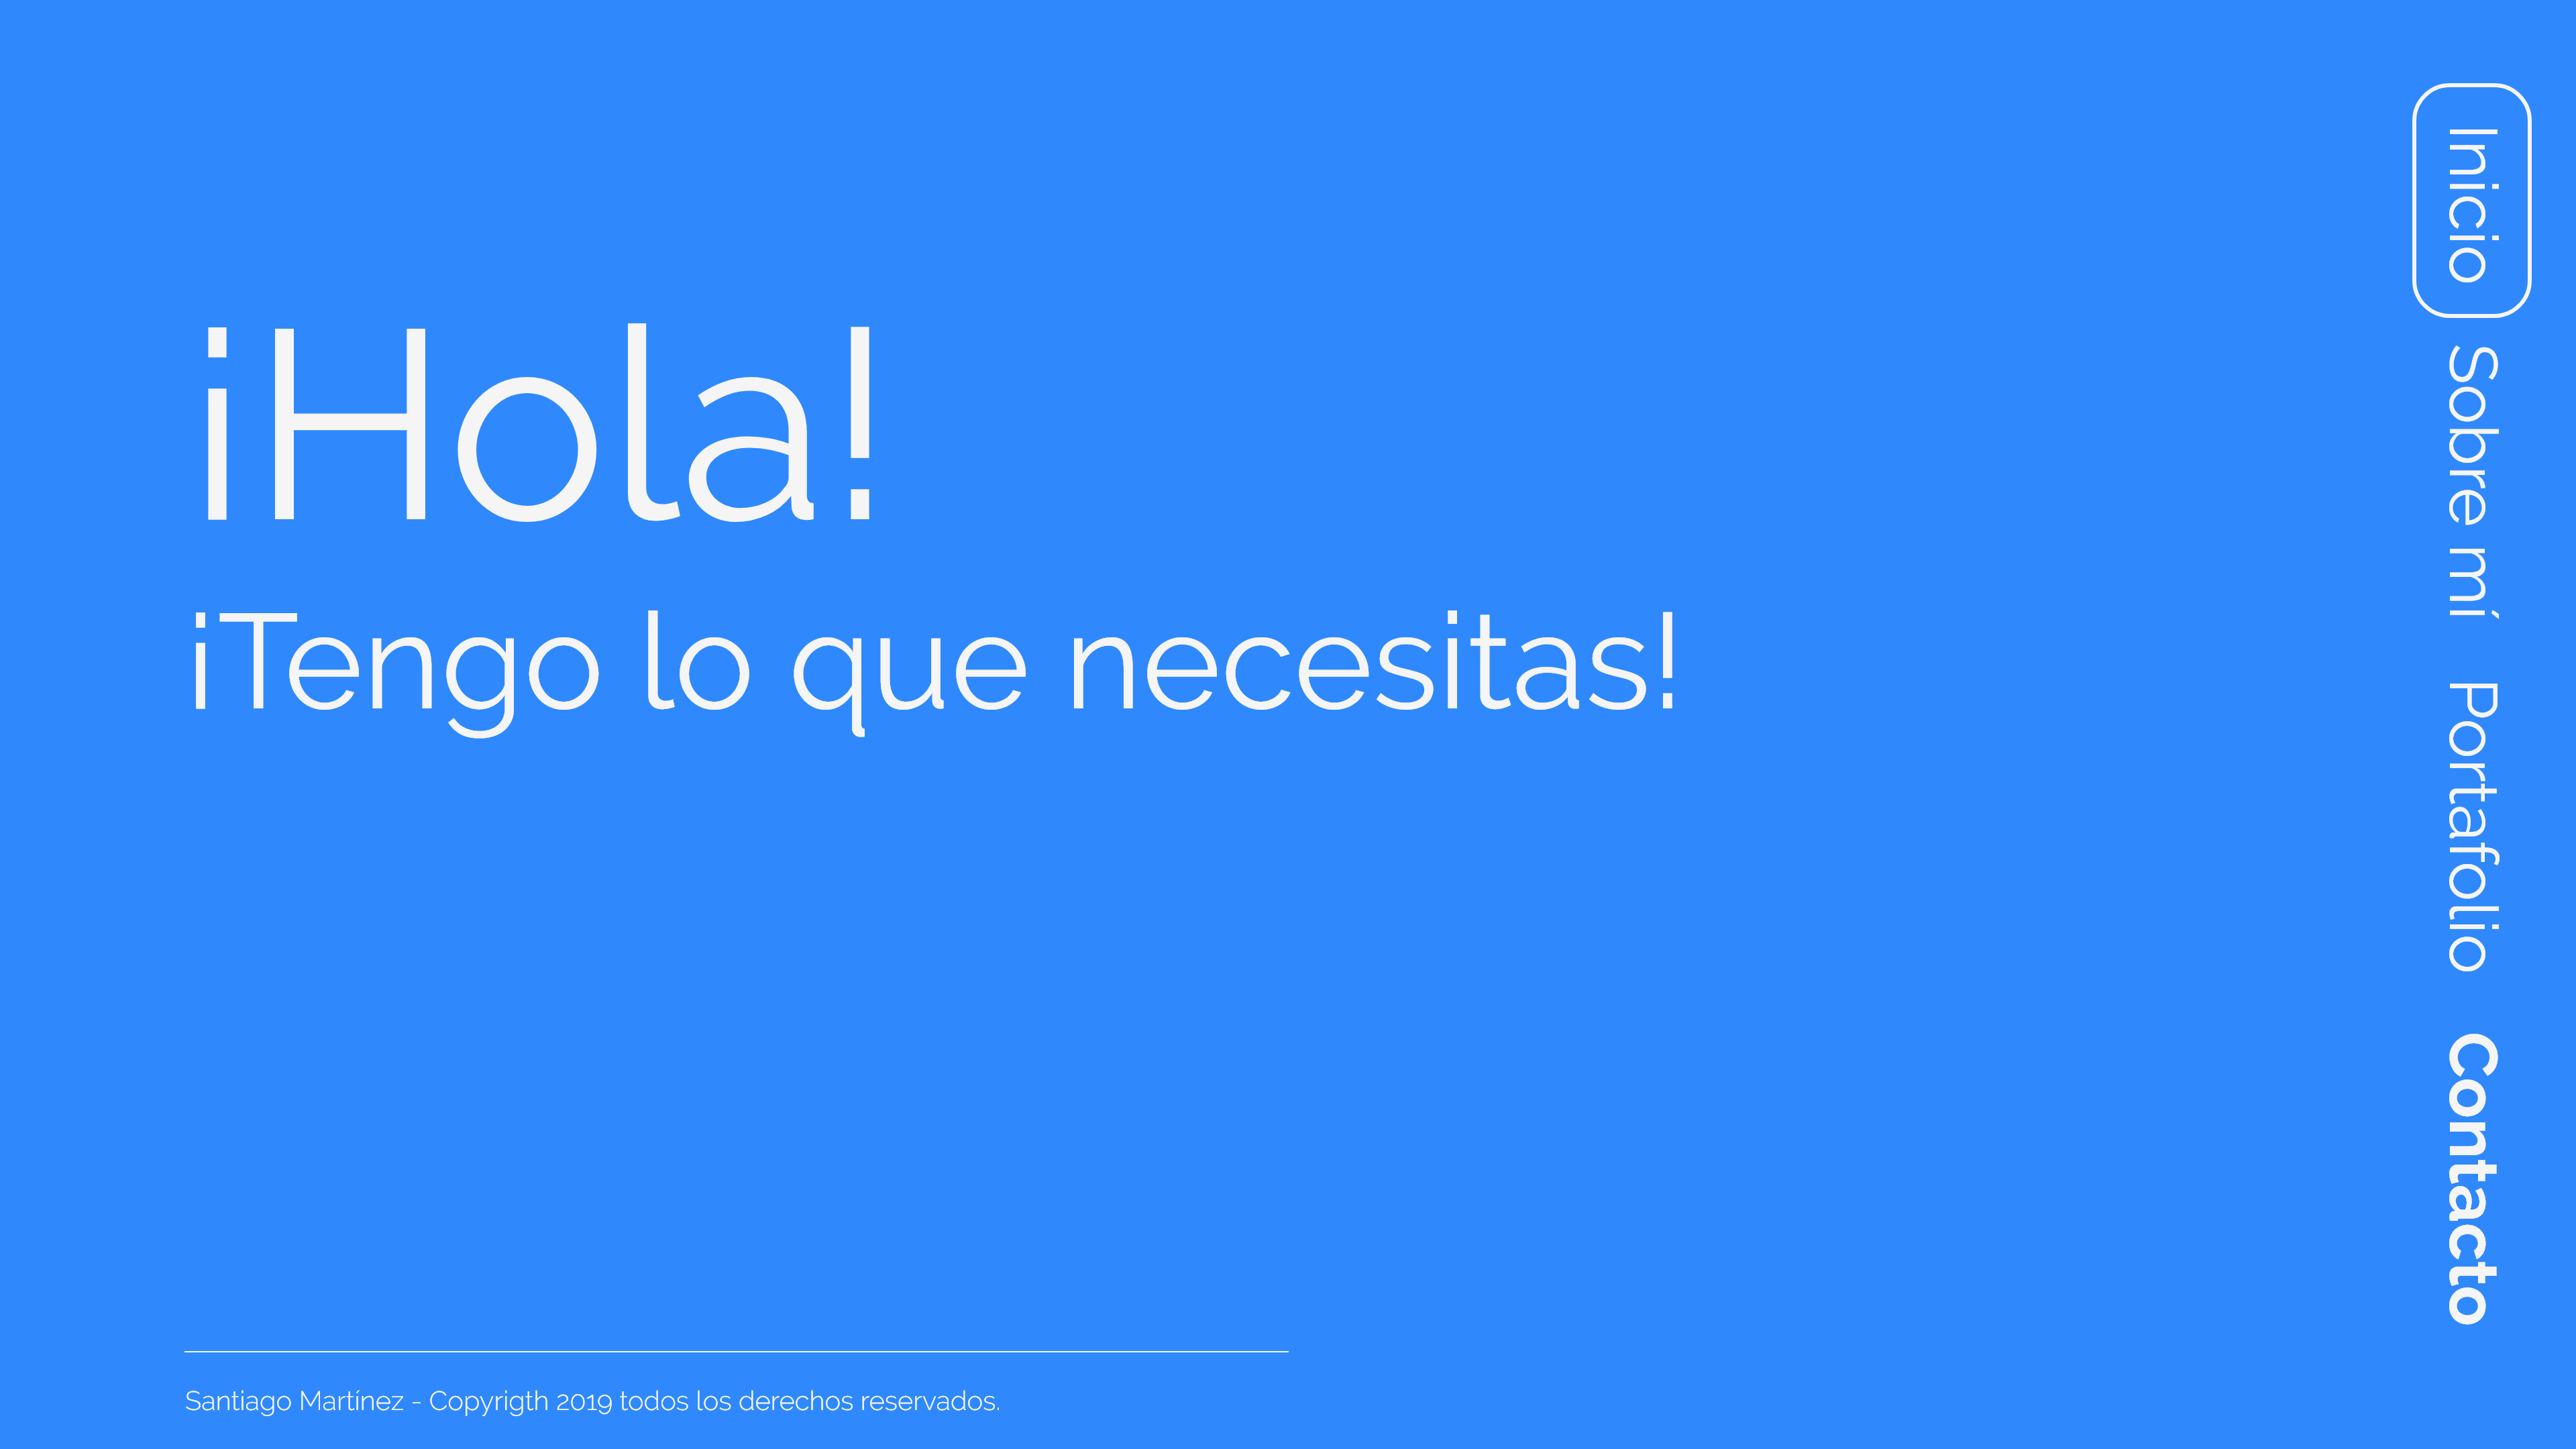 ¡Hola!
¡Tengo lo que necesitas!
Inicio
Sobre mí
Portafolio
Contacto
Santiago Martínez - Copyrigth 2019 todos los derechos reservados.